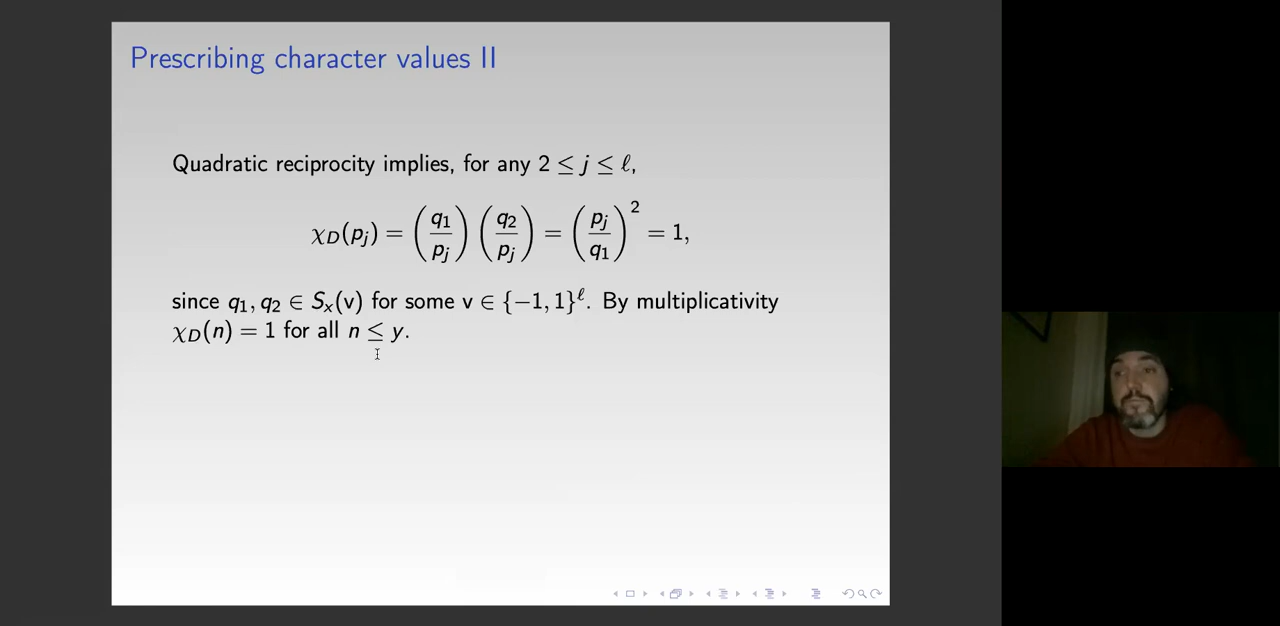 Prescribing character values II
Quadratic reciprocity implies, for any 2 ≤ j ≤ ℓ,
χ_D(p_j) = (q_1/p_j) (q_2/p_j) = (p_j/q_1)^2 = 1,
since q_1, q_2 ∈ S_x(v) for some v ∈ {−1, 1}^ℓ. By multiplicativity
χ_D(n) = 1 for all n ≤ y.